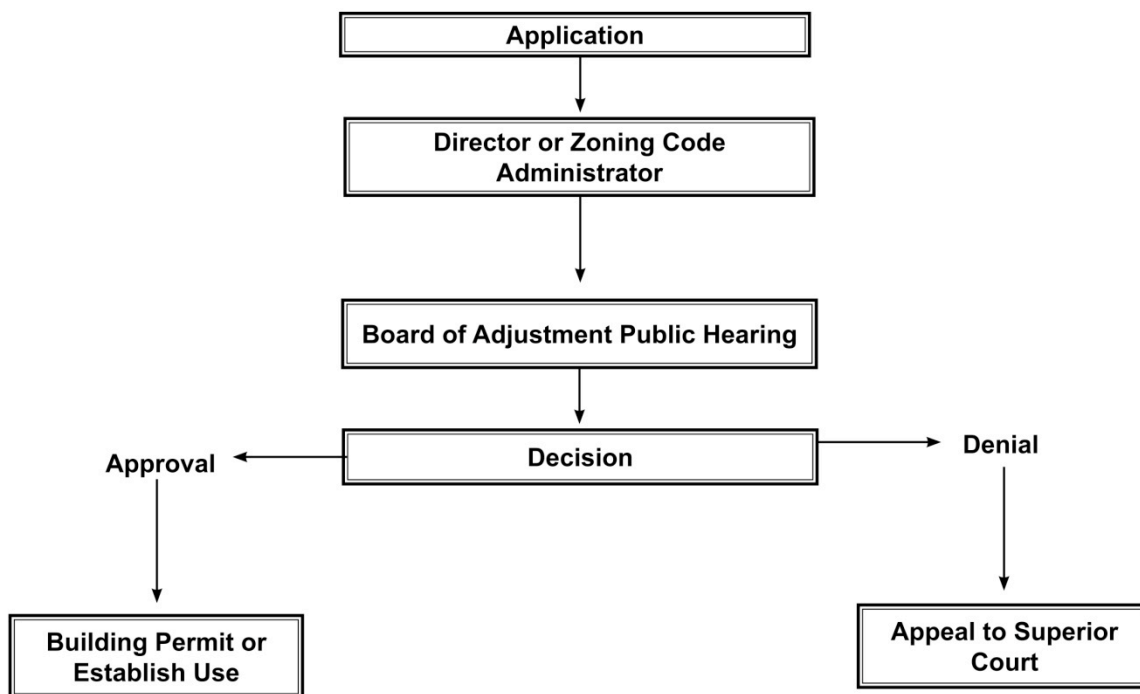 Application
Director or Zoning Code
Administrator
Board of Adjustment Public Hearing
Decision
Approval
Denial
Building Permit or
Establish Use
Appeal to Superior
Court